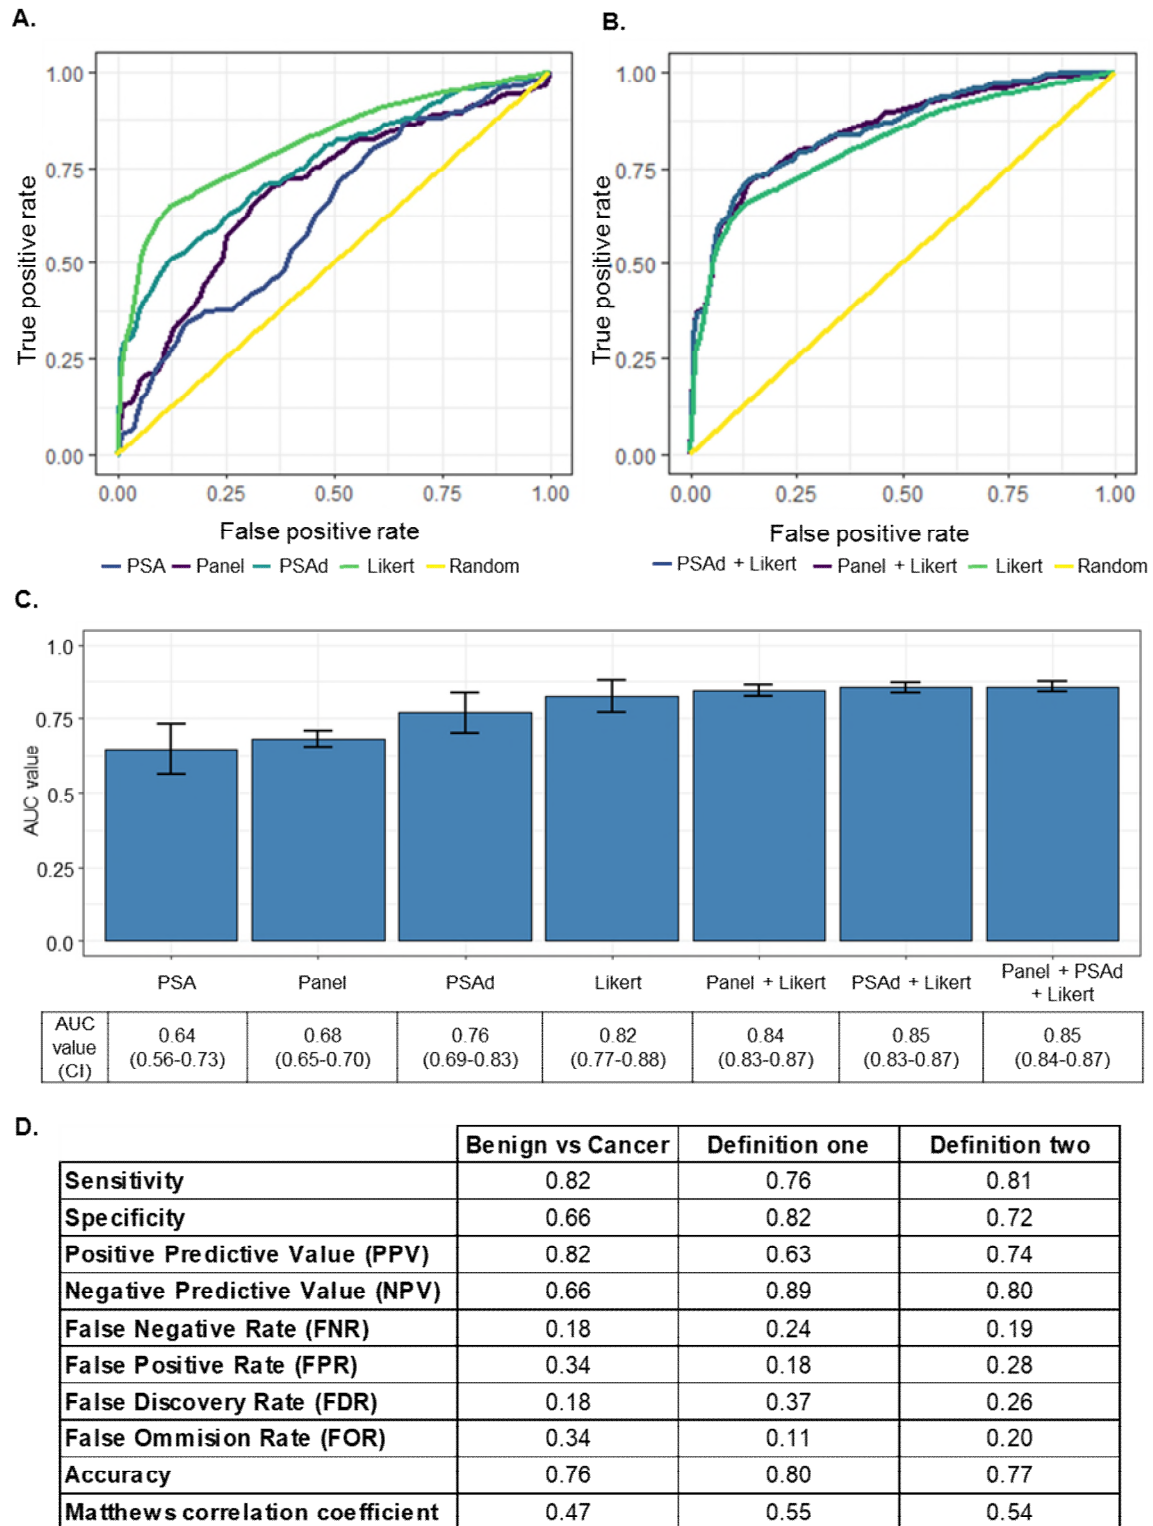 A.
1.00
0.75
0.50
0.25
0.00
True positive rate
0.00 0.25 0.50 0.75 1.00
False positive rate
PSA Panel PSAd Likert Random
B.
1.00
0.75
0.50
0.25
0.00
True positive rate
0.00 0.25 0.50 0.75 1.00
False positive rate
PSAd + Likert Panel + Likert Likert Random
C.
1.0
0.75
0.5
0.25
0.0
AUC value
PSA Panel PSAd Likert Panel + Likert PSAd + Likert Panel + PSAd
+ Likert
AUC
value
(CI)
0.64 0.68 0.76 0.82 0.84 0.85 0.85
(0.56-0.73) (0.65-0.70) (0.69-0.83) (0.77-0.88) (0.83-0.87) (0.83-0.87) (0.84-0.87)
D.
Benign vs Cancer Definition one Definition two
Sensitivity 0.82 0.76 0.81
Specificity 0.66 0.82 0.72
Positive Predictive Value (PPV) 0.82 0.63 0.74
Negative Predictive Value (NPV) 0.66 0.89 0.80
False Negative Rate (FNR) 0.18 0.24 0.19
False Positive Rate (FPR) 0.34 0.18 0.28
False Discovery Rate (FDR) 0.18 0.37 0.26
False Ommision Rate (FOR) 0.34 0.11 0.20
Accuracy 0.76 0.80 0.77
Matthews correlation coefficient 0.47 0.55 0.54